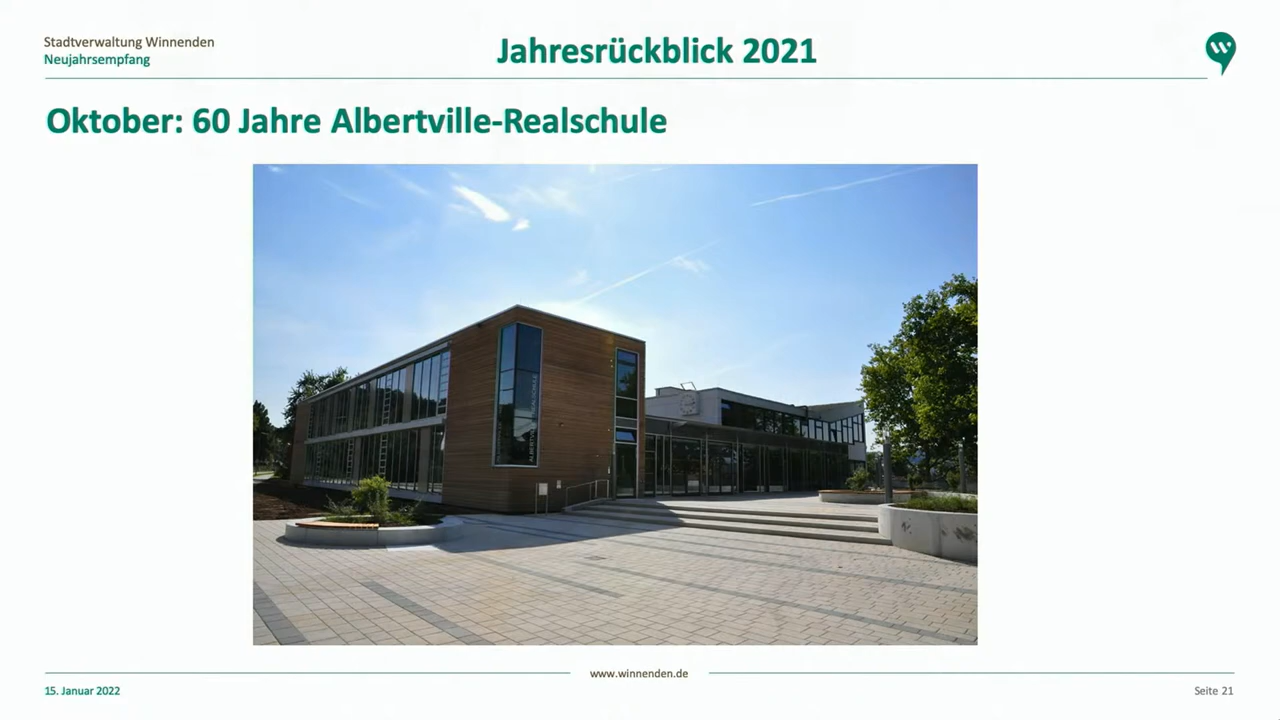 Stadtverwaltung Winnenden
Neujahrsempfang
Jahresrückblick 2021
Oktober: 60 Jahre Albertville-Realschule
www.winnenden.de
15. Januar 2022
Seite 21